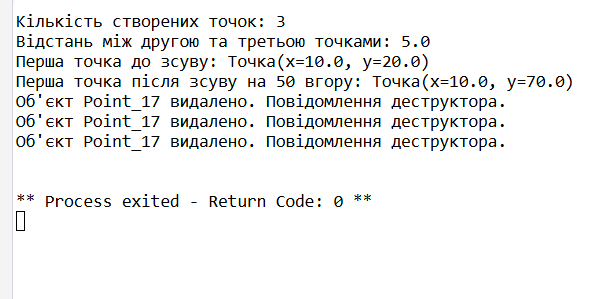 Кількість створених точок: 3
Відстань між другою та третьою точками: 5.0
Перша точка до зсуву: Точка(x=10.0, y=20.0)
Перша точка після зсуву на 50 вгору: Точка(x=10.0, y=70.0)
Об'єкт Point_17 видалено. Повідомлення деструктора.
Об'єкт Point_17 видалено. Повідомлення деструктора.
Об'єкт Point_17 видалено. Повідомлення деструктора.
** Process exited - Return Code: 0 **